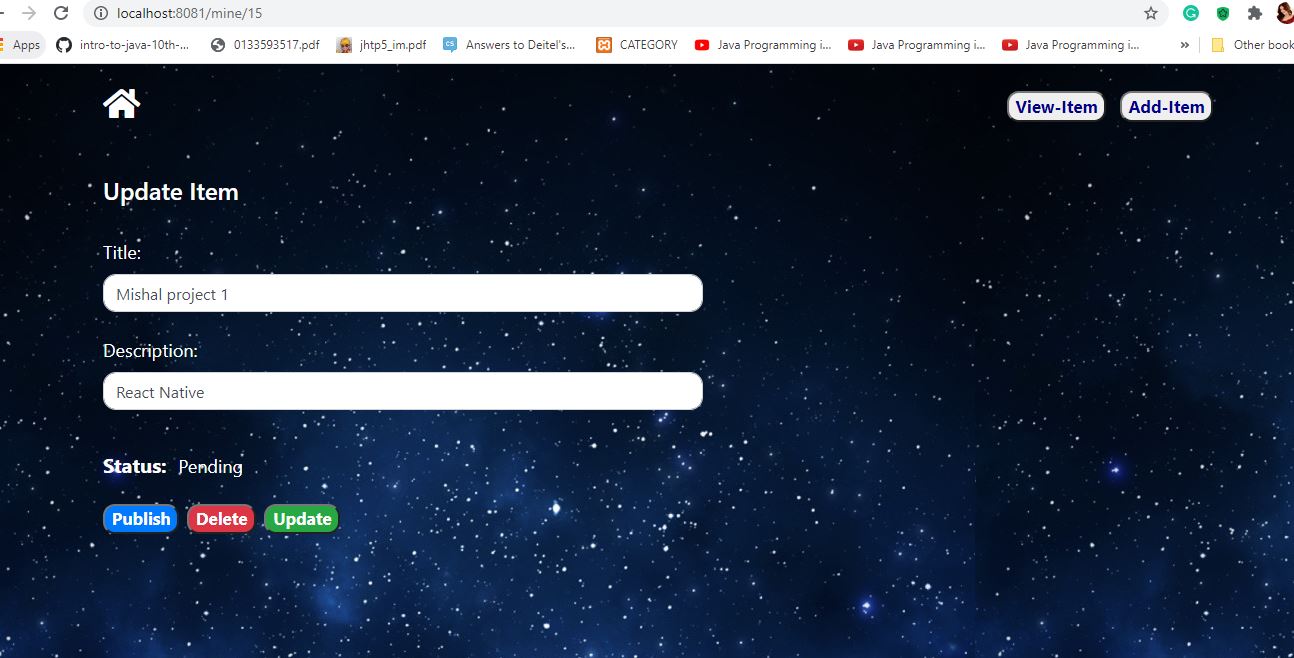 localhost:8081/mine/15
Apps intro-to-java-10th-... 0133593517.pdf jhtp5_im.pdf CS Answers to Deitel's... CATEGORY Java Programming i... Java Programming i... Java Programming i... » Other book
View-Item Add-Item
Update Item
Title:
Mishal project 1
Description:
React Native
Status: Pending
Publish Delete Update